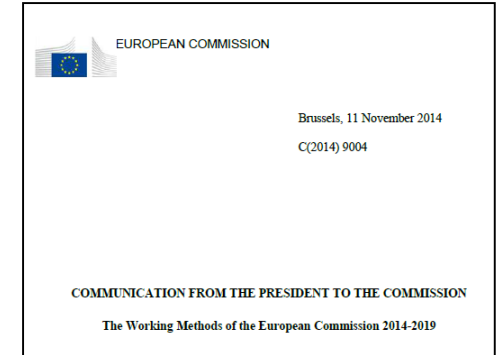 EUROPEAN COMMISSION
Brussels, 11 November 2014
C(2014) 9004
COMMUNICATION FROM THE PRESIDENT TO THE COMMISSION
The Working Methods of the European Commission 2014-2019